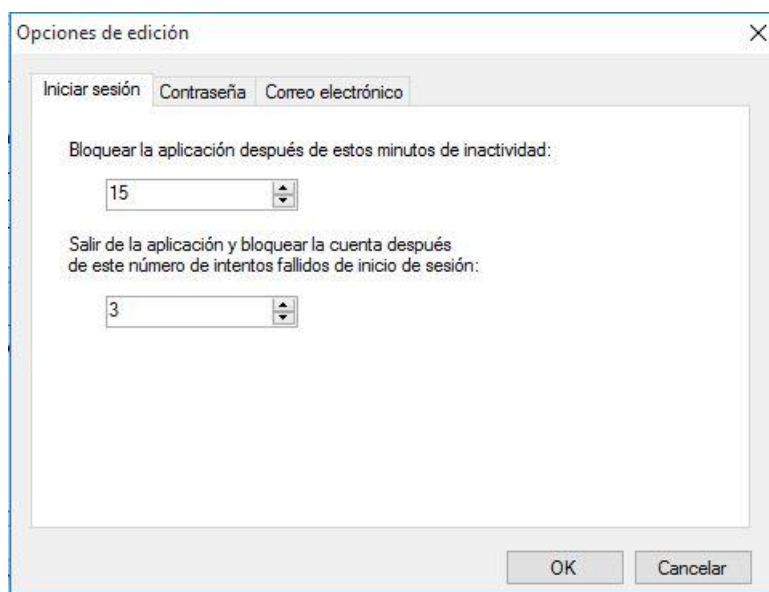 Opciones de edición
Iniciar sesión
Contraseña
Correo electrónico
Bloquear la aplicación después de estos minutos de inactividad:
15
Salir de la aplicación y bloquear la cuenta después
de este número de intentos fallidos de inicio de sesión:
3
OK
Cancelar